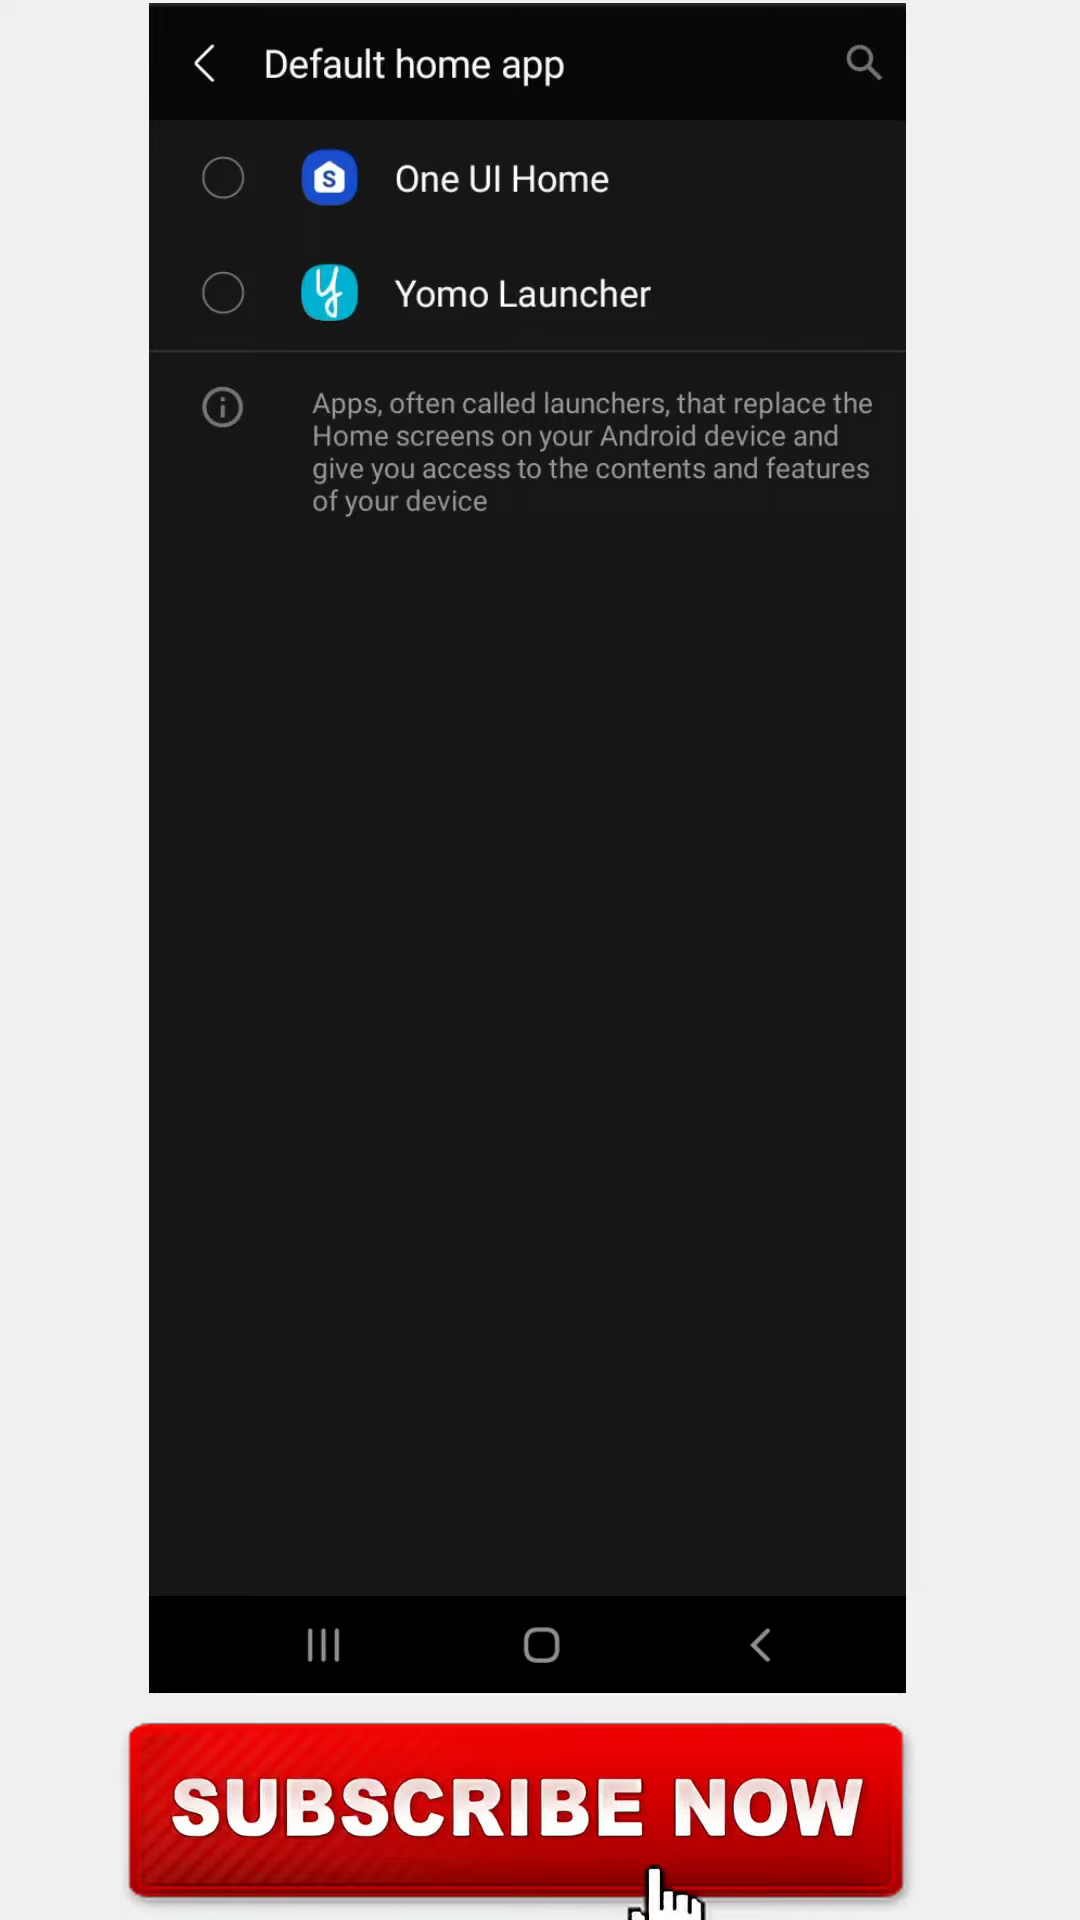 Default home app
One UI Home
Yomo Launcher
Apps, often called launchers, that replace the
Home screens on your Android device and
give you access to the contents and features
of your device
SUBSCRIBE NOW